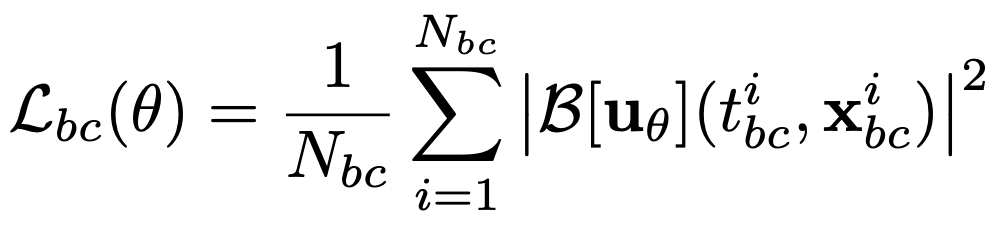 $\mathcal{L}_{bc}(\theta) = \frac{1}{N_{bc}} \sum_{i=1}^{N_{bc}} \left| \mathcal{B}[\mathbf{u}_\theta](t_{bc}^i, \mathbf{x}_{bc}^i) \right|^2$